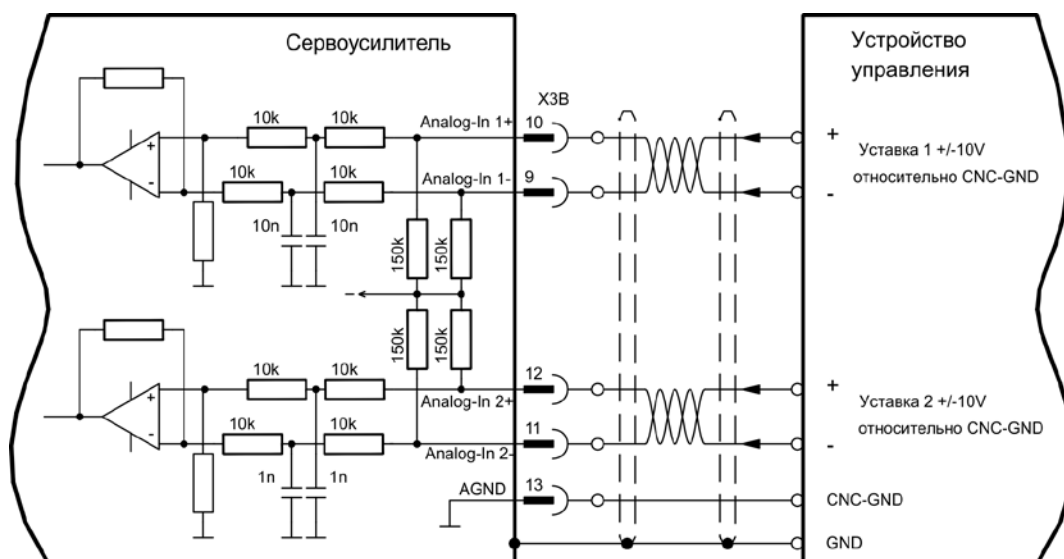 Сервоусилитель
Устройство
управления
X3B
10k
10k
Analog-In 1+
10
+
+
Уставка 1 +/-10V
относительно CNC-GND
10k
10k
Analog-In 1-
9
-
-
10n
10n
150k
150k
150k
150k
10k
10k
12
+
+
Analog-In 2+
Уставка 2 +/-10V
относительно CNC-GND
10k
10k
11
-
-
Analog-In 2-
1n
1n
AGND
13
CNC-GND
GND